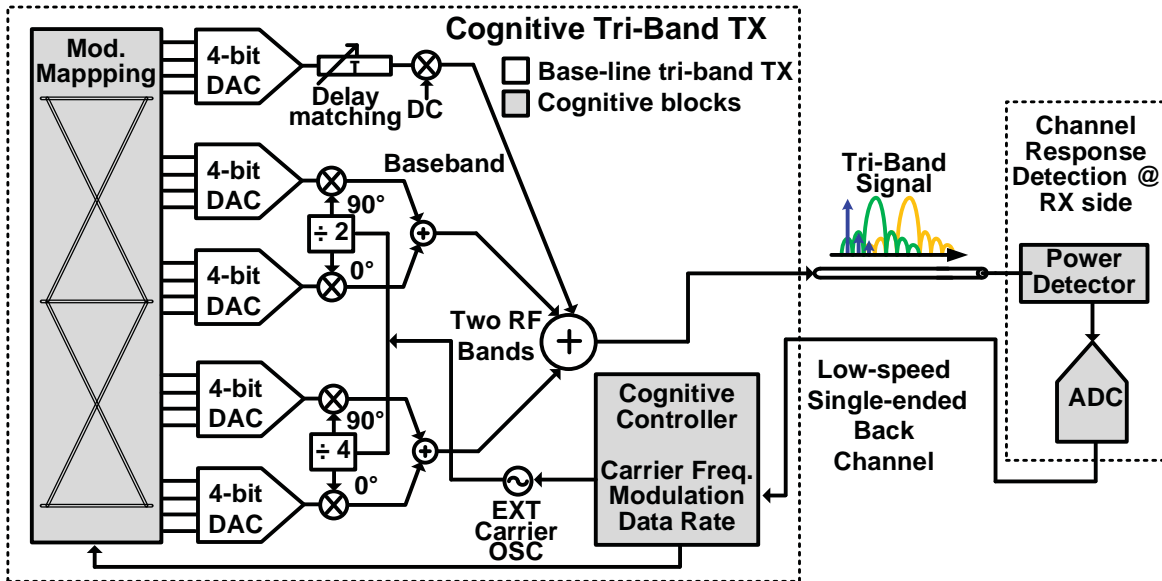 Cognitive Tri-Band TX
Base-line tri-band TX
Cognitive blocks
Mod.
Mappping
4-bit
DAC
T
Delay
matching
DC
4-bit
DAC
90°
÷ 2
0°
4-bit
DAC
Baseband
4-bit
DAC
90°
÷ 4
0°
4-bit
DAC
Two RF
Bands
+
EXT
Carrier
OSC
Cognitive
Controller
Carrier Freq.
Modulation
Data Rate
Tri-Band
Signal
Channel
Response
Detection @
RX side
Power
Detector
ADC
Low-speed
Single-ended
Back
Channel